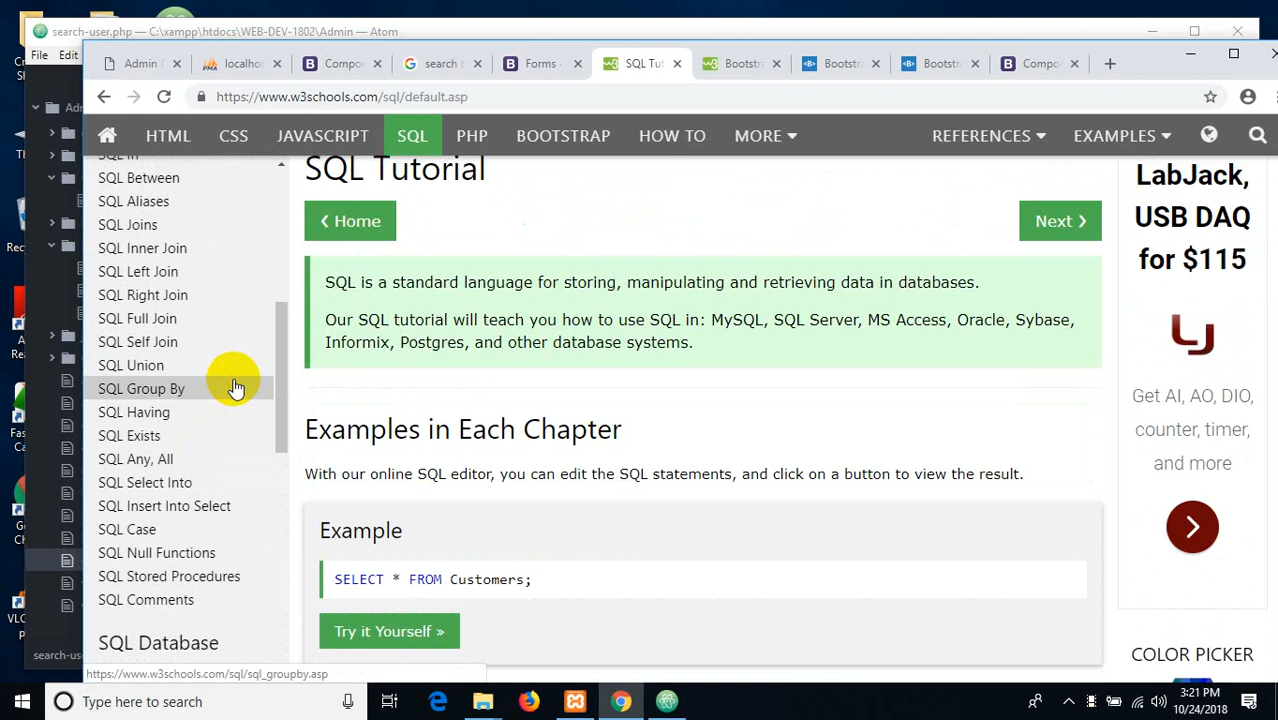 search-user.php — C:\xampp\htdocs\WEB-DEV-1802\Admin — Atom
File Edit
Admin
localhos
Compo
search b
Forms -
SQL Tut
Bootstr
Bootstr
Bootstr
Compo
https://www.w3schools.com/sql/default.asp
HTML CSS JAVASCRIPT SQL PHP BOOTSTRAP HOW TO MORE REFERENCES EXAMPLES
SQL In
SQL Between
SQL Aliases
SQL Joins
SQL Inner Join
SQL Left Join
SQL Right Join
SQL Full Join
SQL Self Join
SQL Union
SQL Group By
SQL Having
SQL Exists
SQL Any, All
SQL Select Into
SQL Insert Into Select
SQL Case
SQL Null Functions
SQL Stored Procedures
SQL Comments
SQL Database
SQL Tutorial
❮ Home
Next ❯
SQL is a standard language for storing, manipulating and retrieving data in databases.
Our SQL tutorial will teach you how to use SQL in: MySQL, SQL Server, MS Access, Oracle, Sybase,
Informix, Postgres, and other database systems.
Examples in Each Chapter
With our online SQL editor, you can edit the SQL statements, and click on a button to view the result.
Example
SELECT * FROM Customers;
Try it Yourself »
LabJack,
USB DAQ
for $115
Get AI, AO, DIO,
counter, timer,
and more
COLOR PICKER
https://www.w3schools.com/sql/sql_groupby.asp
search-us
Type here to search
3:21 PM
10/24/2018